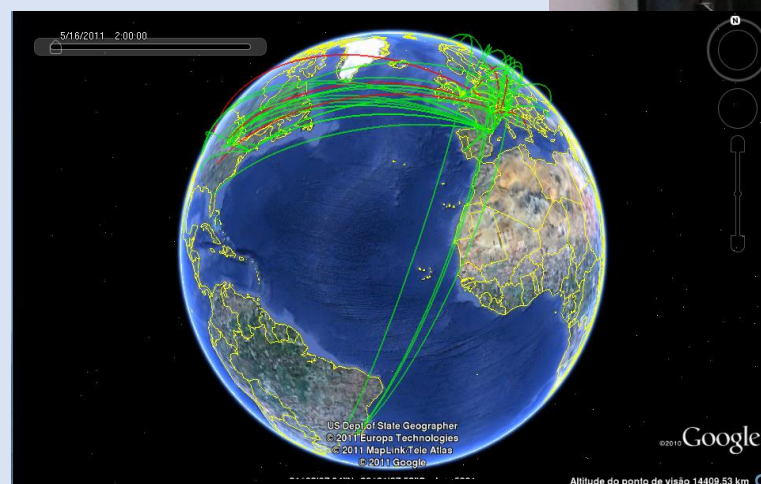 5/16/2011 2:00:00
N
US Dept of State Geographer
© 2011 Europa Technologies
© 2011 MapLink/Tele Atlas
© 2011 Google
©2010 Google
Altitude do ponto de visão 14409.53 km